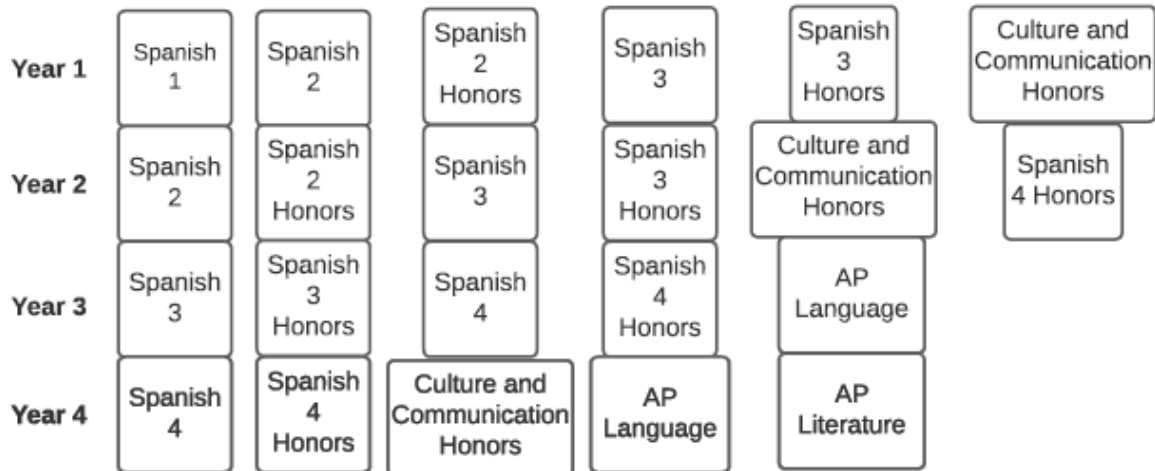 Year 1
Spanish
1
Spanish
2
Spanish
2
Honors
Spanish
3
Spanish
3
Honors
Culture and
Communication
Honors
Year 2
Spanish
2
Spanish
2
Honors
Spanish
3
Spanish
3
Honors
Culture and
Communication
Honors
Spanish
4 Honors
Year 3
Spanish
3
Spanish
3
Honors
Spanish
4
Spanish
4
Honors
AP
Language
Year 4
Spanish
4
Spanish
4
Honors
Culture and
Communication
Honors
AP
Language
AP
Literature